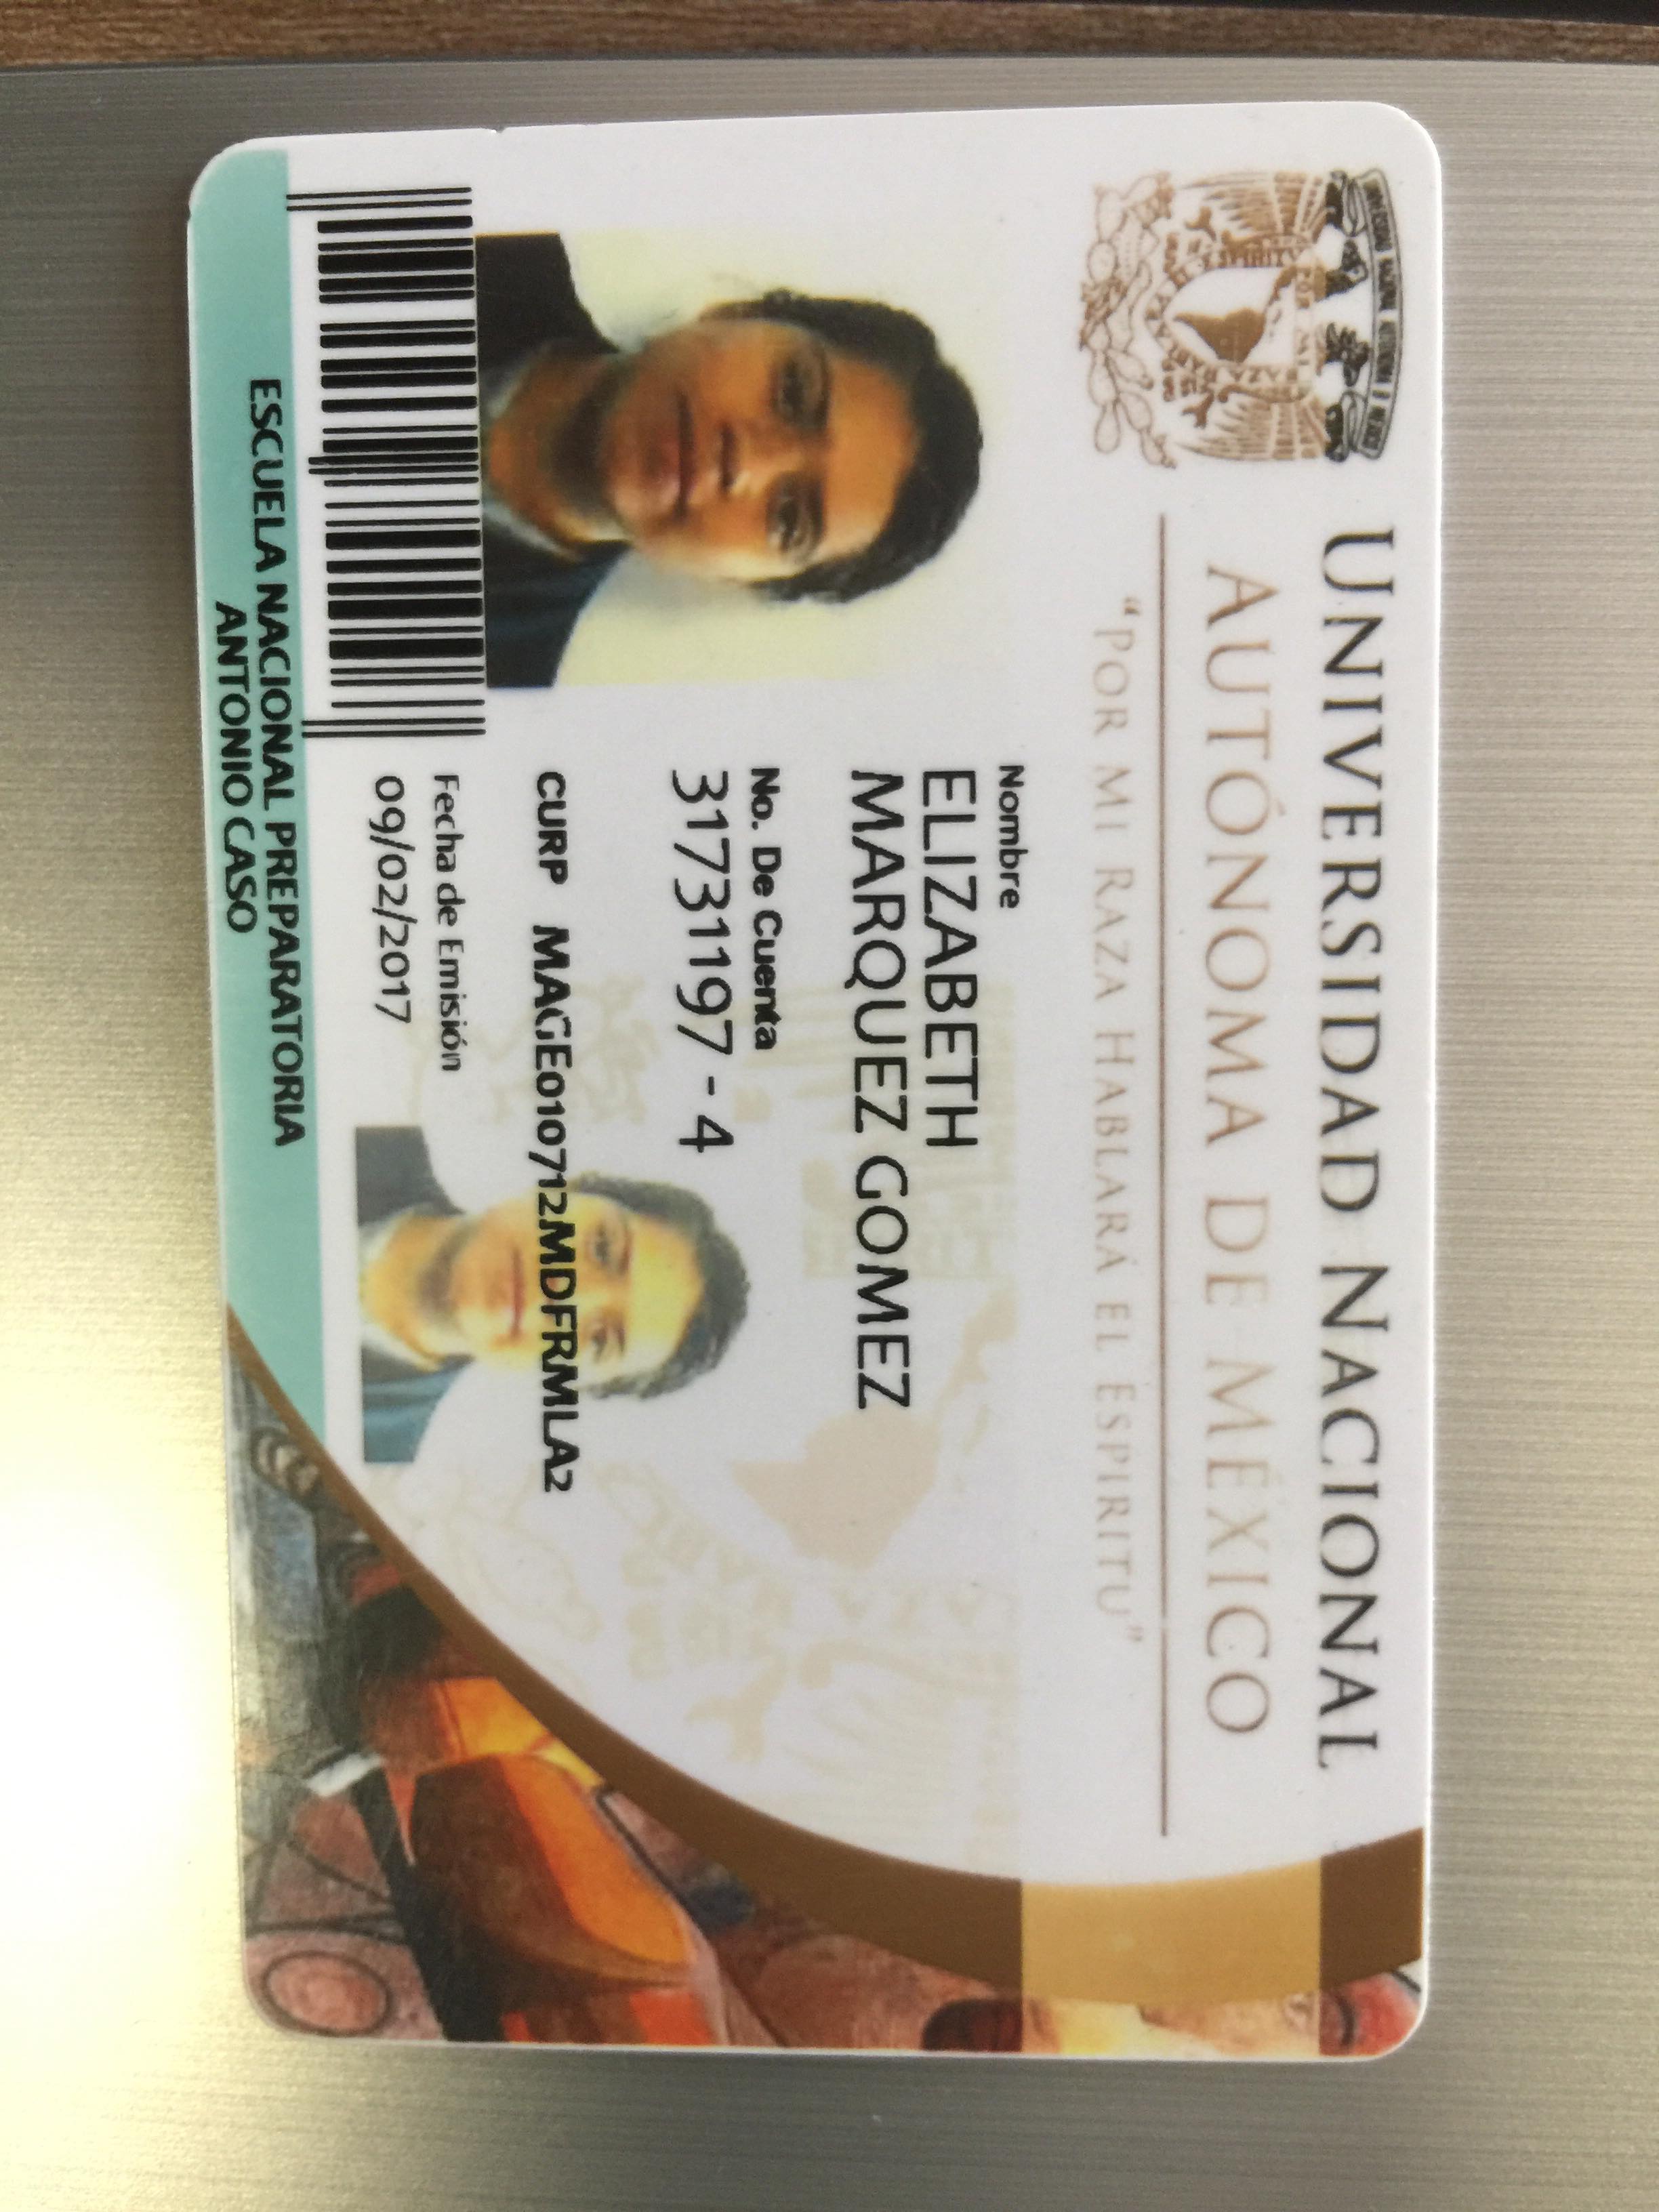 UNIVERSIDAD NACIONAL
AUTÓNOMA DE MÉXICO
"POR MI RAZA HABLARÁ EL ESPIRITU"
Nombre
ELIZABETH
MARQUEZ GOMEZ
No. De Cuenta
31731197 - 4
CURP MAGE010712MDFRMLA2
Fecha de Emisión
09/02/2017
ESCUELA NACIONAL PREPARATORIA
ANTONIO CASO